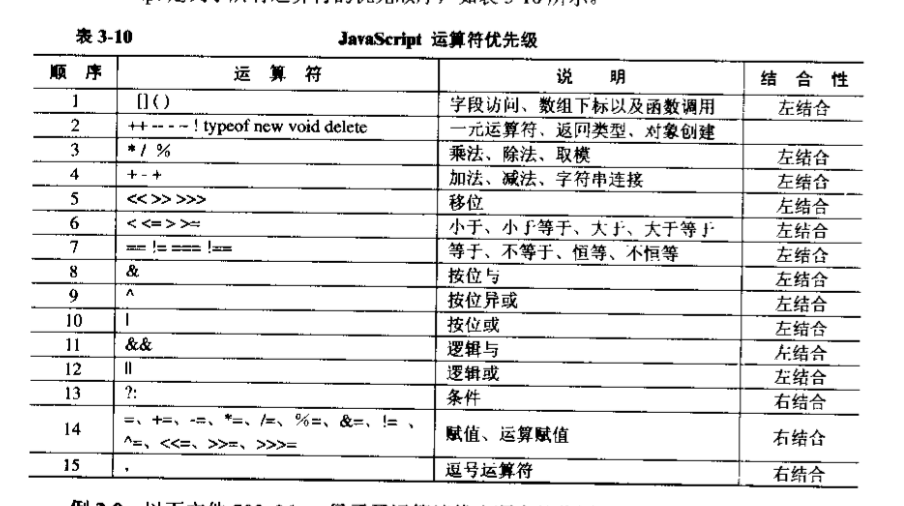 表 3-10 JavaScript 运算符优先级
顺 序 运 算 符 说 明 结 合 性
1 [] ( ) 字段访问、数组下标以及函数调用 左结合
2 ++ -- - ~ ! typeof new void delete 一元运算符、返回类型、对象创建
3 * / % 乘法、除法、取模 左结合
4 + - + 加法、减法、字符串连接 左结合
5 << >> >>> 移位 左结合
6 < <= > >= 小于、小于等于、大于、大于等于 左结合
7 == != === !== 等于、不等于、恒等、不恒等 左结合
8 & 按位与 左结合
9 ^ 按位异或 左结合
10 | 按位或 左结合
11 && 逻辑与 左结合
12 || 逻辑或 左结合
13 ?: 条件 右结合
14 =、+=、-=、*=、/=、%=、&=、!=、 赋值、运算赋值 右结合
^=、<<=、>>=、>>>=
15 , 逗号运算符 右结合